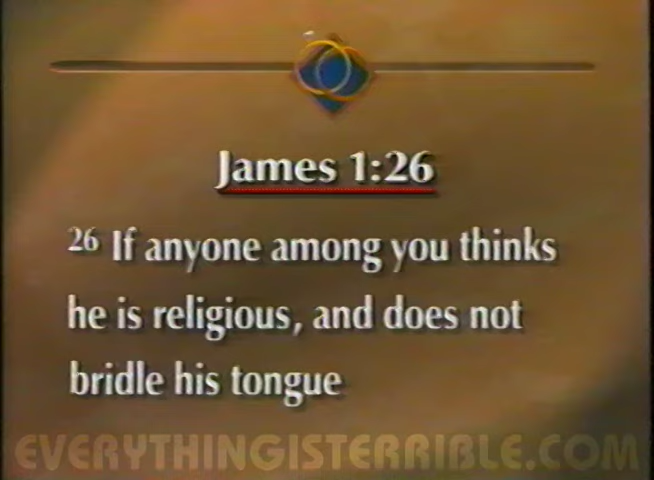 James 1:26
26 If anyone among you thinks
he is religious, and does not
bridle his tongue
EVERYTHINGISTERRIBLE.COM